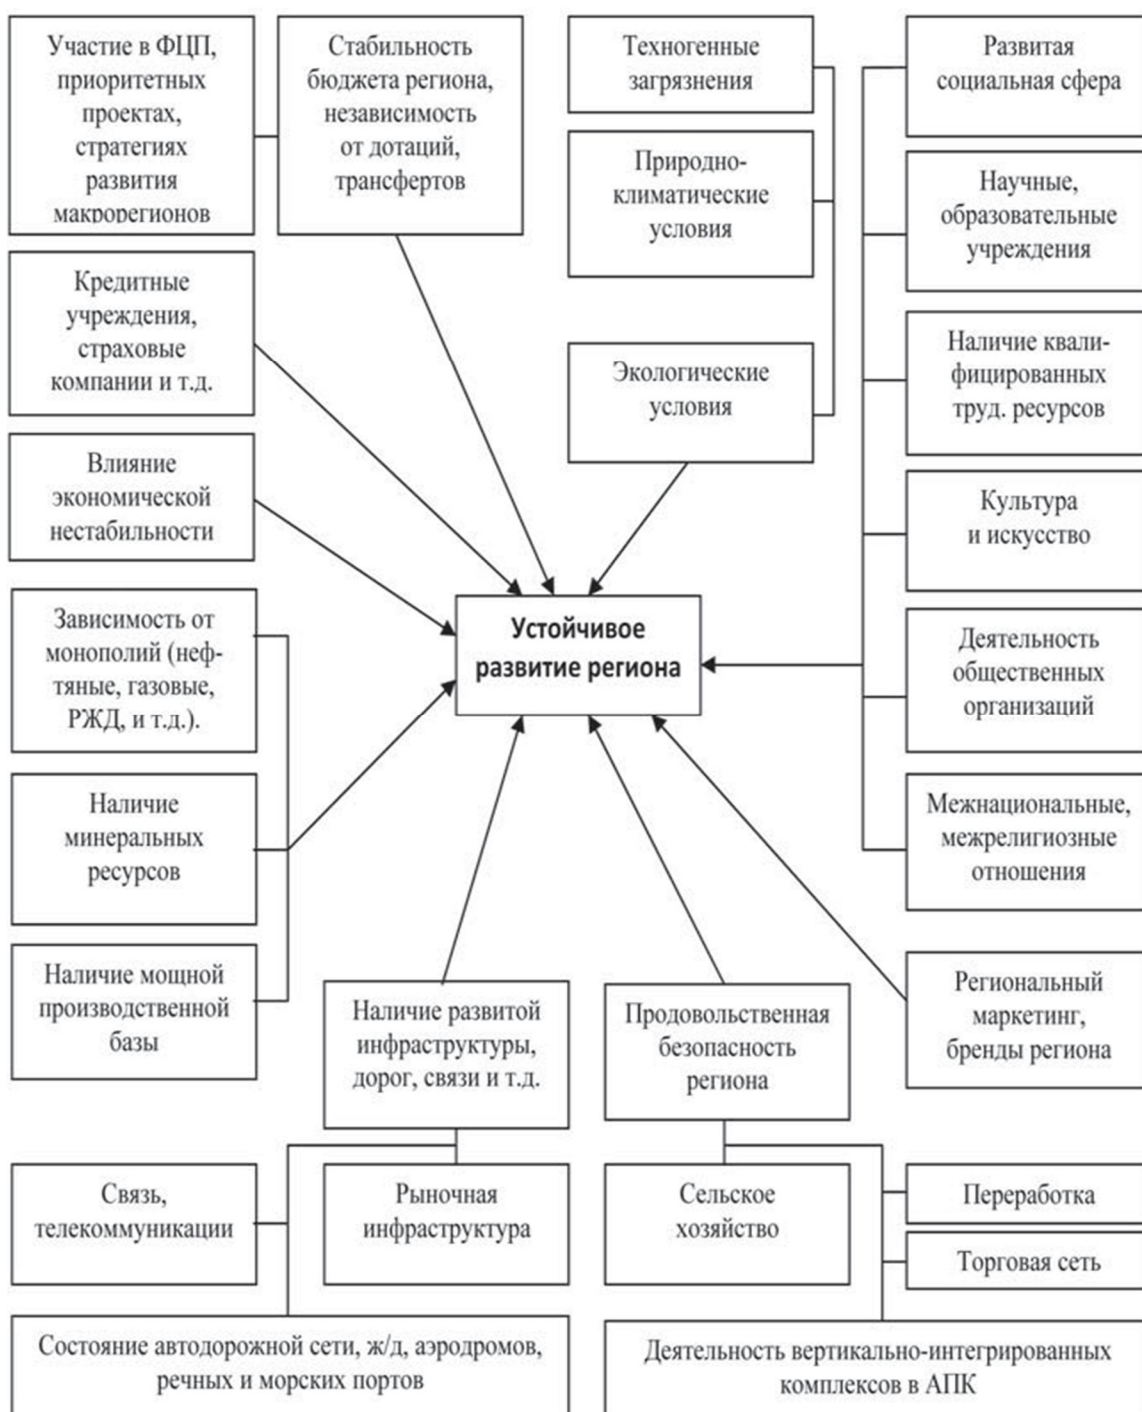 Участие в ФЦП,
приоритетных
проектах,
стратегиях
развития
макрорегионов
Стабильность
бюджета региона,
независимость
от дотаций,
трансфертов
Техногенные
загрязнения
Развитая
социальная сфера
Природно-
климатические
условия
Научные,
образовательные
учреждения
Кредитные
учреждения,
страховые
компании и т.д.
Экологические
условия
Наличие квали-
фицированных
труд. ресурсов
Влияние
экономической
нестабильности
Культура
и искусство
Зависимость от
монополий (неф-
тяные, газовые,
РЖД, и т.д.).
Устойчивое
развитие региона
Деятельность
общественных
организаций
Наличие
минеральных
ресурсов
Межнациональные,
межрелигиозные
отношения
Наличие мощной
производственной
базы
Наличие развитой
инфраструктуры,
дорог, связи и т.д.
Продовольственная
безопасность
региона
Региональный
маркетинг,
бренды региона
Связь,
телекоммуникации
Рыночная
инфраструктура
Сельское
хозяйство
Переработка
Торговая сеть
Состояние автодорожной сети, ж/д, аэродромов,
речных и морских портов
Деятельность вертикально-интегрированных
комплексов в АПК